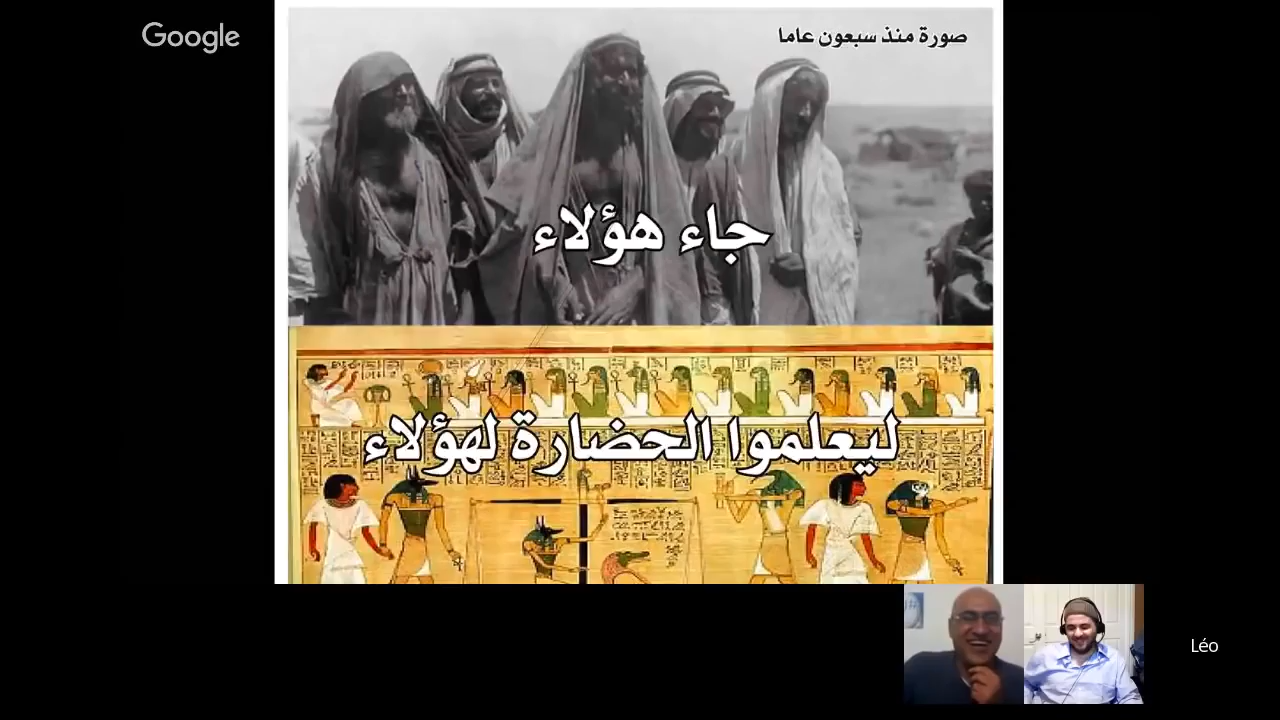 Google
صورة منذ سبعون عاما
جاء هؤلاء
ليعلموا الحضارة لهؤلاء
Léo